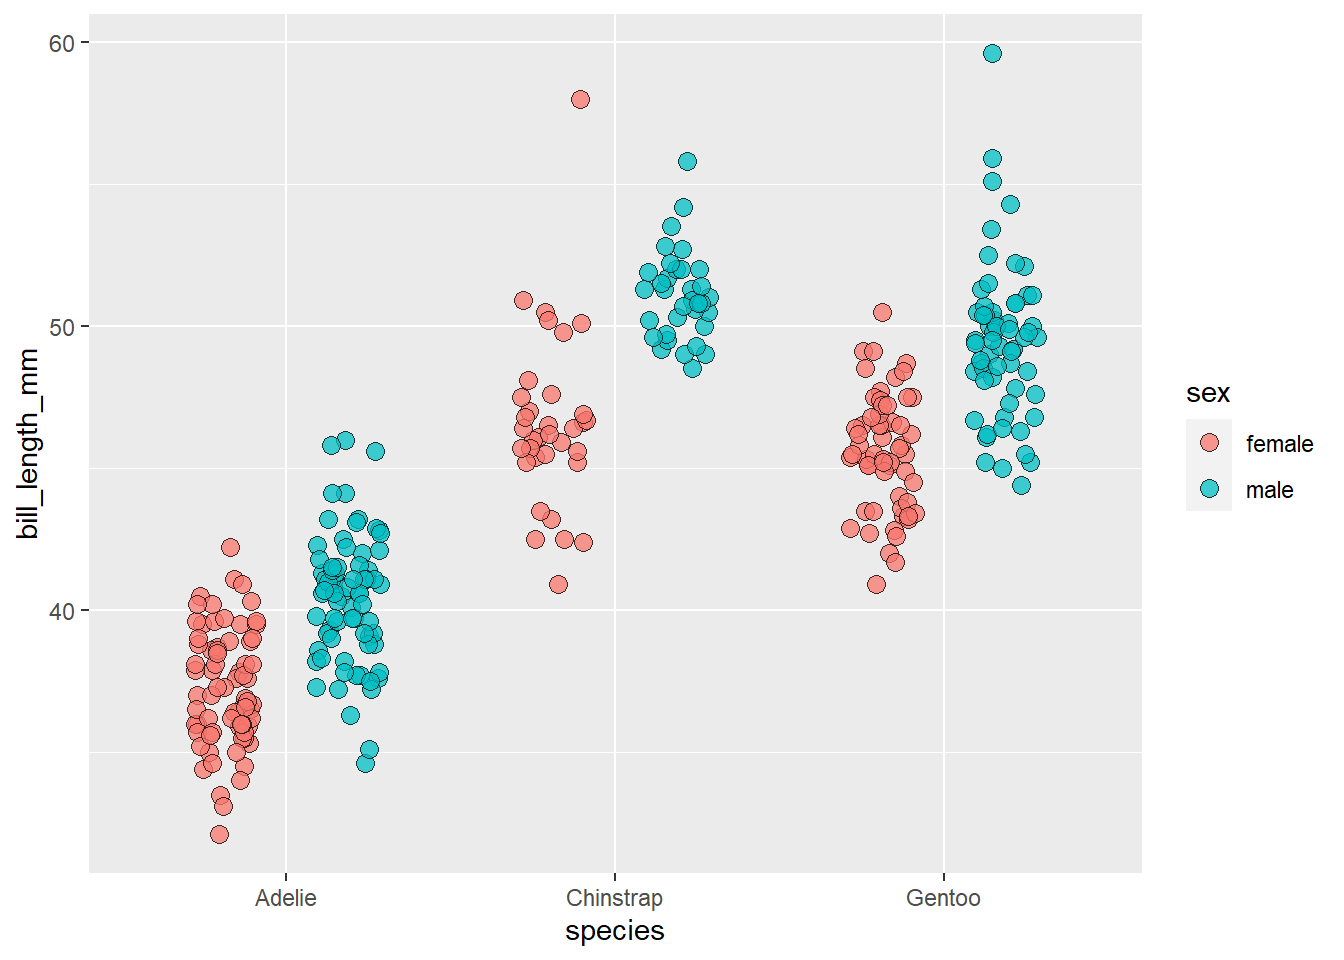 60
50
40
bill_length_mm
Adelie
Chinstrap
Gentoo
species
sex
female
male